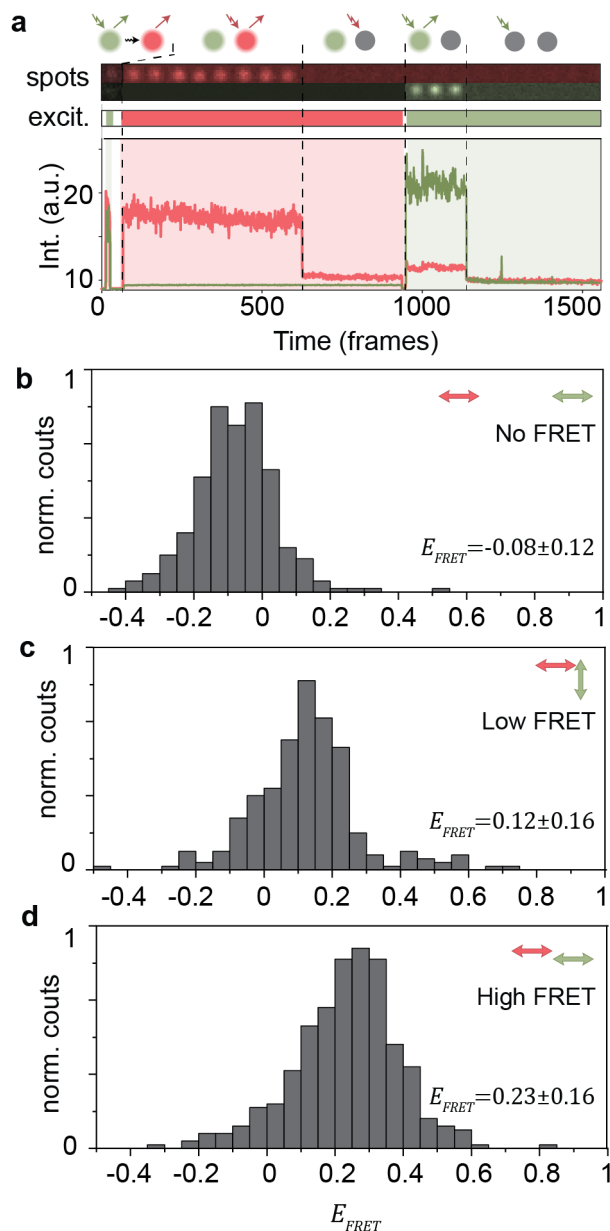 a
spots
excit.
Int. (a.u.)
20
10
0 500 1000 1500
Time (frames)
b
1
norm. couts
0
No FRET
E_FRET=-0.08±0.12
-0.4 -0.2 0 0.2 0.4 0.6 0.8 1
c
1
norm. couts
0
Low FRET
E_FRET=0.12±0.16
-0.4 -0.2 0 0.2 0.4 0.6 0.8 1
d
1
norm. couts
0
High FRET
E_FRET=0.23±0.16
-0.4 -0.2 0 0.2 0.4 0.6 0.8 1
E_FRET